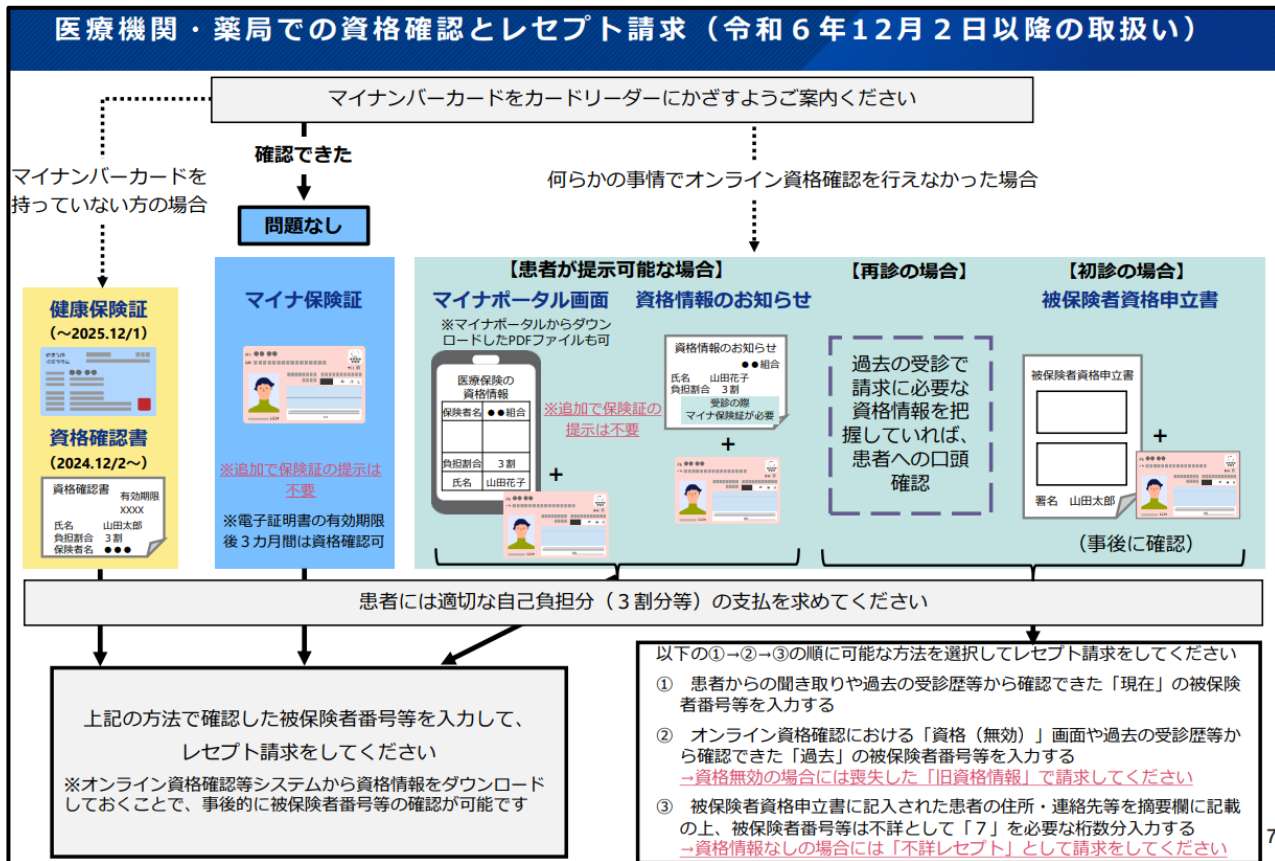 医療機関・薬局での資格確認とレセプト請求（令和６年12月２日以降の取扱い）
マイナンバーカードをカードリーダーにかざすようご案内ください
マイナンバーカードを
持っていない方の場合
確認できた
問題なし
何らかの事情でオンライン資格確認を行えなかった場合
健康保険証
（～2025.12/1）
資格確認書
（2024.12/2～）
資格確認書
有効期限
XXXX
氏名　山田太郎
負担割合　３割
保険者名　●●●
マイナ保険証
※追加で保険証の提示は
不要
※電子証明書の有効期限
後３カ月間は資格確認可
【患者が提示可能な場合】
マイナポータル画面
※マイナポータルからダウン
ロードしたPDFファイルも可
医療保険の
資格情報
保険者名　●●組合
負担割合　３割
氏名　山田花子
+
※追加で保険証の
提示は不要
資格情報のお知らせ
資格情報のお知らせ
●●組合
氏名　山田花子
負担割合　３割
受診の際
マイナ保険証が必要
+
【再診の場合】
過去の受診で
請求に必要な
資格情報を把
握していれば、
患者への口頭
確認
【初診の場合】
被保険者資格申立書
被保険者資格申立書
署名　山田太郎
+
（事後に確認）
患者には適切な自己負担分（３割分等）の支払を求めてください
上記の方法で確認した被保険者番号等を入力して、
レセプト請求をしてください
※オンライン資格確認等システムから資格情報をダウンロード
しておくことで、事後的に被保険者番号等の確認が可能です
以下の①→②→③の順に可能な方法を選択してレセプト請求をしてください
①　患者からの聞き取りや過去の受診歴等から確認できた「現在」の被保険
者番号等を入力する
②　オンライン資格確認における「資格（無効）」画面や過去の受診歴等か
ら確認できた「過去」の被保険者番号等を入力する
→資格無効の場合には喪失した「旧資格情報」で請求してください
③　被保険者資格申立書に記入された患者の住所・連絡先等を摘要欄に記載
の上、被保険者番号等は不詳として「７」を必要な桁数分入力する
→資格情報なしの場合には「不詳レセプト」として請求をしてください
7